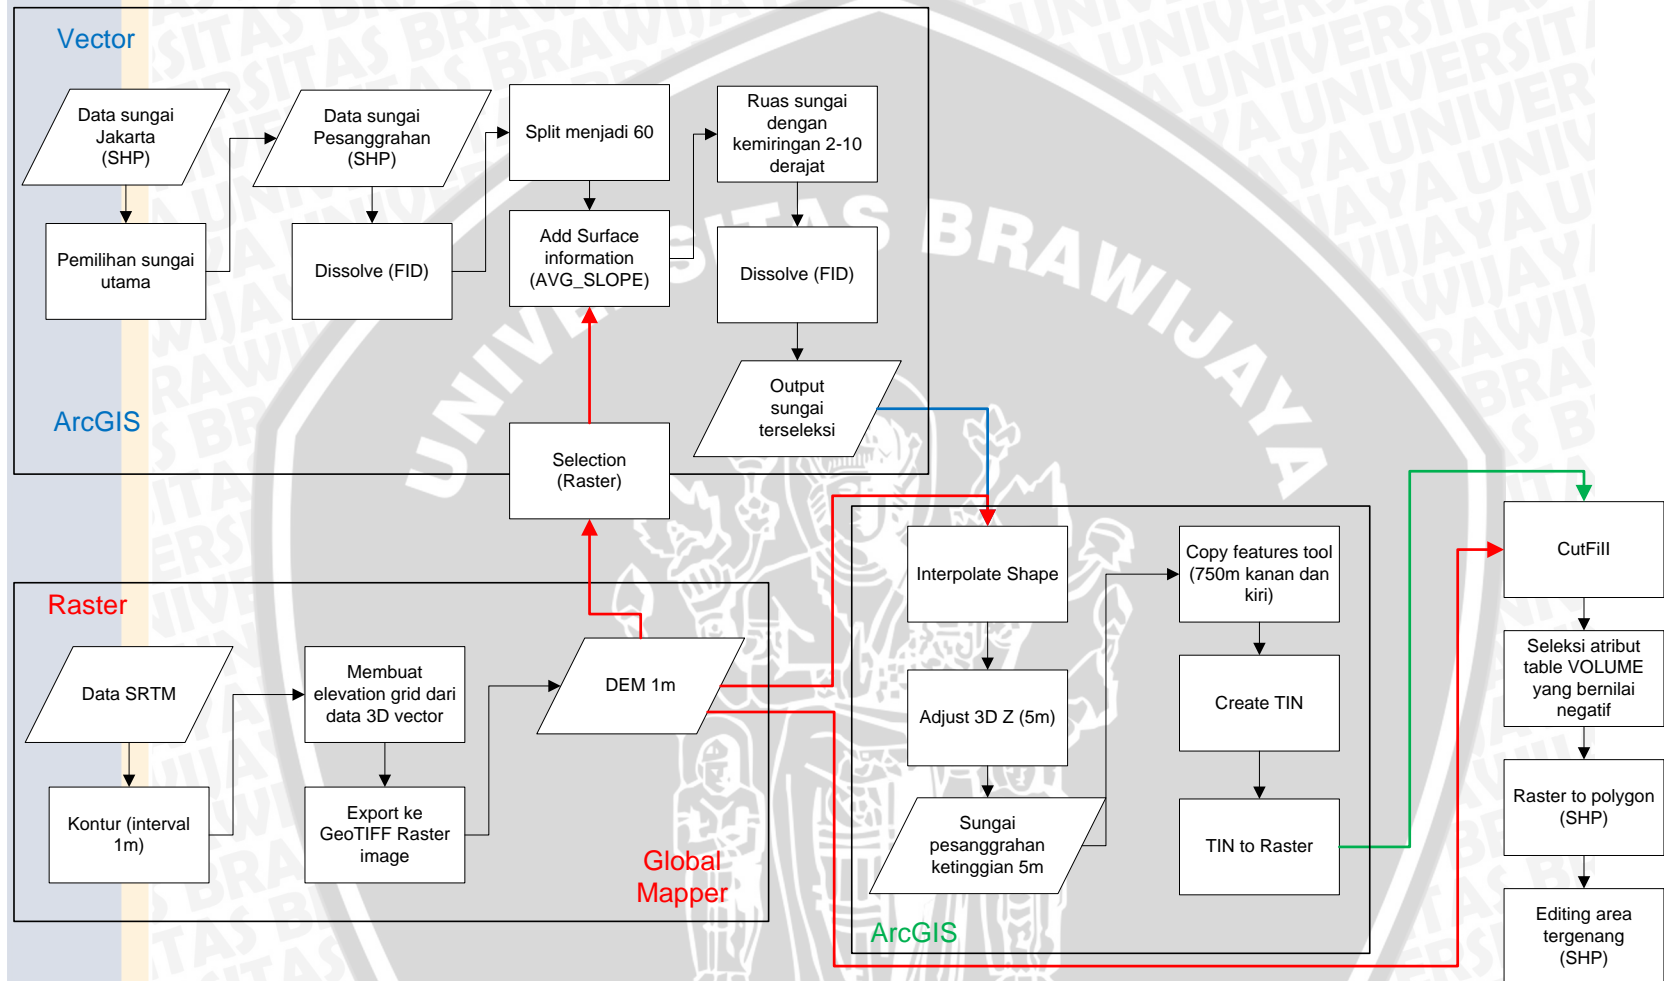 Vector
Data sungai
Jakarta
(SHP)
Data sungai
Pesanggrahan
(SHP)
Split menjadi 60
Ruas sungai
dengan
kemiringan 2-10
derajat
Pemilihan sungai
utama
Dissolve (FID)
Add Surface
information
(AVG_SLOPE)
Dissolve (FID)
Output
sungai
terseleksi
ArcGIS
Selection
(Raster)
Raster
Data SRTM
Membuat
elevation grid dari
data 3D vector
DEM 1m
Kontur (interval
1m)
Export ke
GeoTIFF Raster
image
Global
Mapper
Interpolate Shape
Copy features tool
(750m kanan dan
kiri)
Adjust 3D Z (5m)
Create TIN
Sungai
pesanggrahan
ketinggian 5m
TIN to Raster
ArcGIS
CutFill
Seleksi atribut
table VOLUME
yang bernilai
negatif
Raster to polygon
(SHP)
Editing area
tergenang
(SHP)
UNIVERSITAS BRAWIJAYA